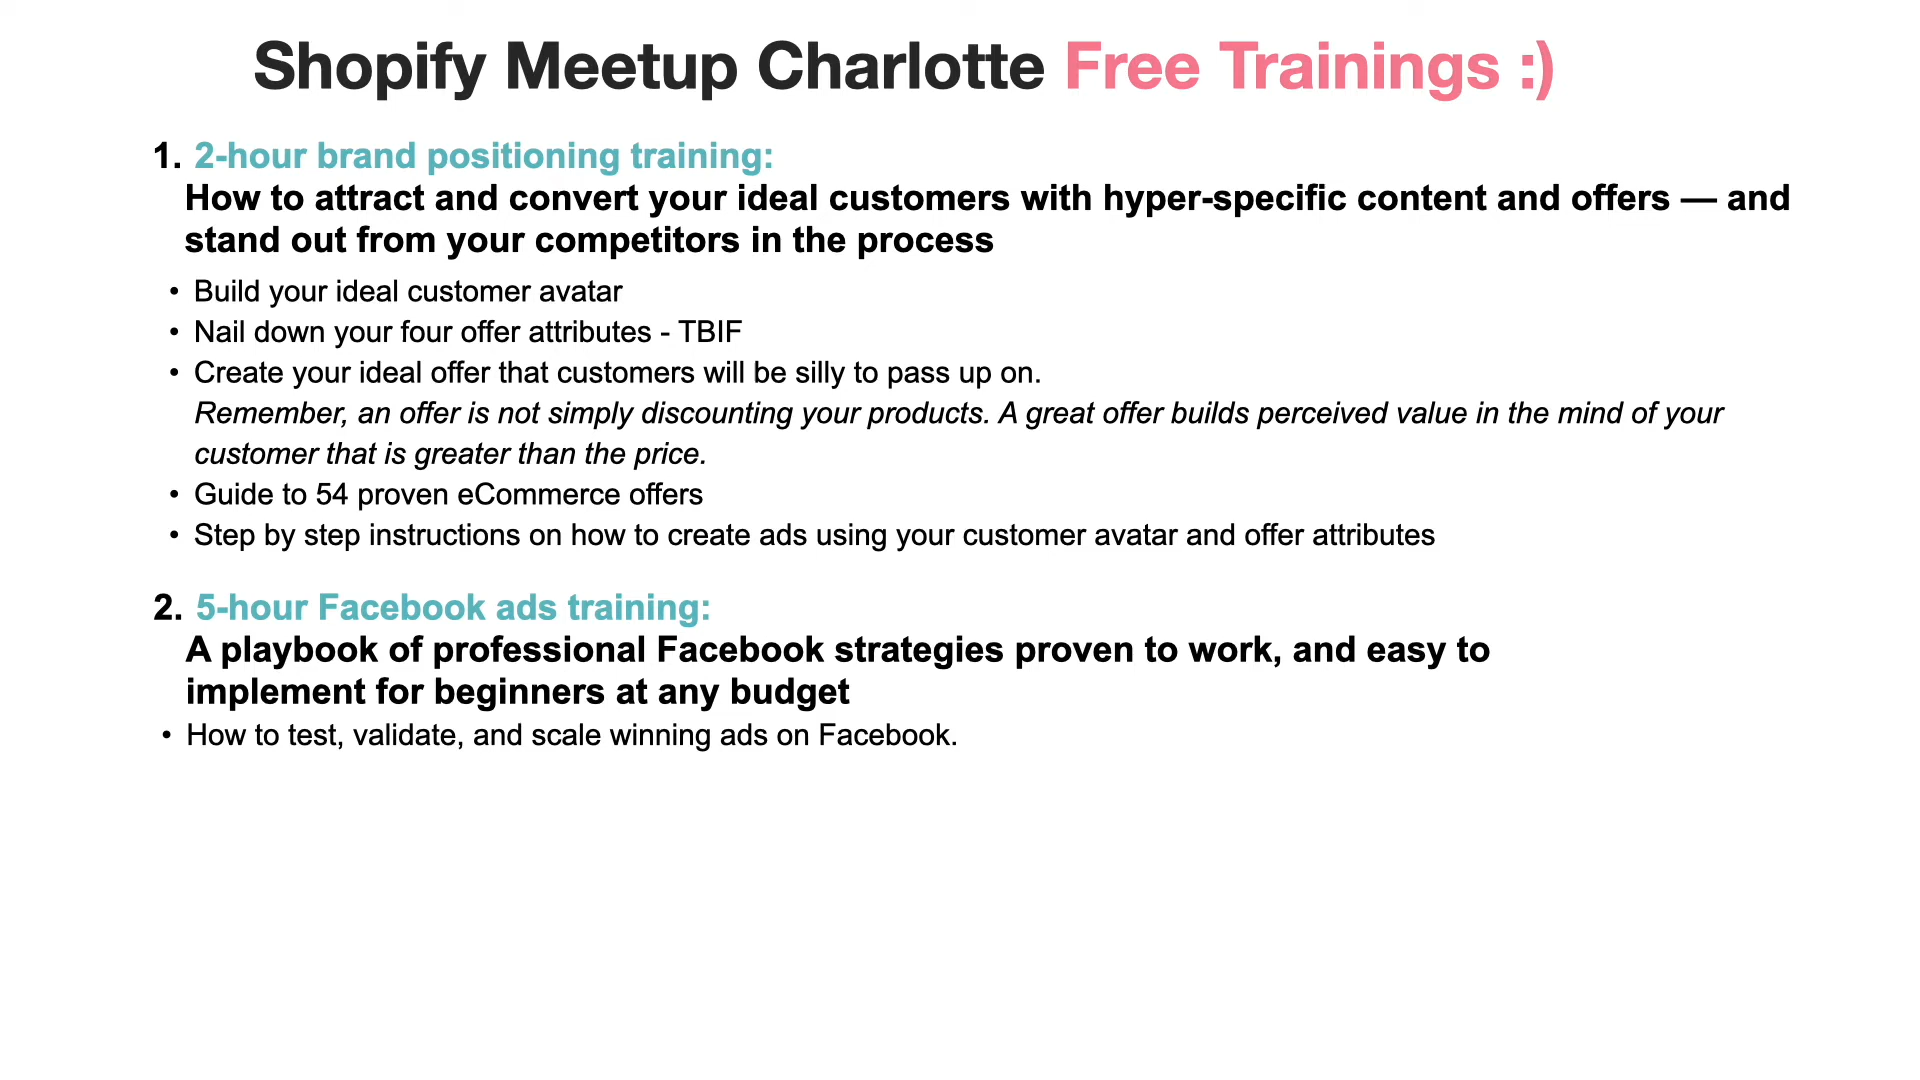 Shopify Meetup Charlotte Free Trainings :)
1. 2-hour brand positioning training:
How to attract and convert your ideal customers with hyper-specific content and offers — and
stand out from your competitors in the process
• Build your ideal customer avatar
• Nail down your four offer attributes - TBIF
• Create your ideal offer that customers will be silly to pass up on.
Remember, an offer is not simply discounting your products. A great offer builds perceived value in the mind of your
customer that is greater than the price.
• Guide to 54 proven eCommerce offers
• Step by step instructions on how to create ads using your customer avatar and offer attributes
2. 5-hour Facebook ads training:
A playbook of professional Facebook strategies proven to work, and easy to
implement for beginners at any budget
• How to test, validate, and scale winning ads on Facebook.